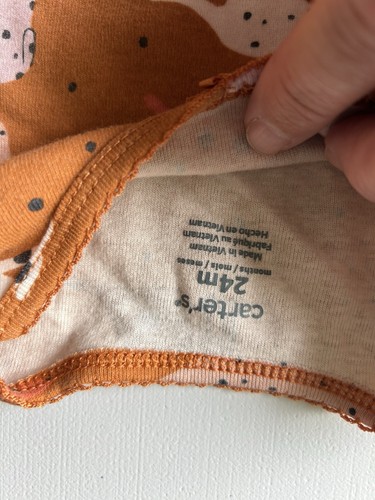 carter's
24m
months / mois / meses
Made in Vietnam
Fabriqué au Vietnam
Hecho en Vietnam